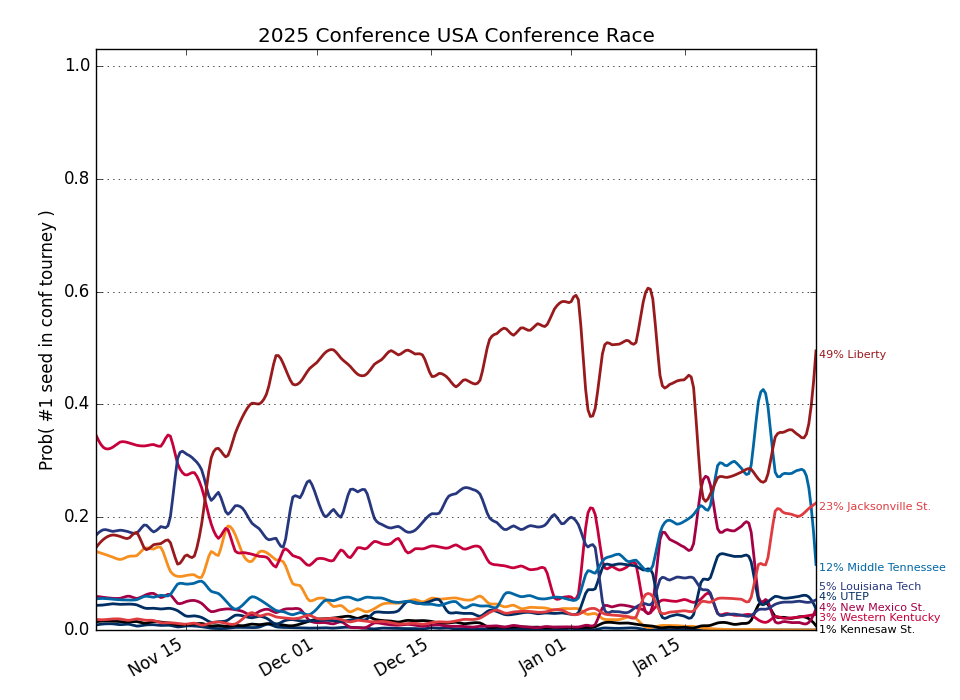 2025 Conference USA Conference Race
Prob( #1 seed in conf tourney )
1.0
0.8
0.6
0.4
0.2
0.0
Nov 15
Dec 01
Dec 15
Jan 01
Jan 15
49% Liberty
23% Jacksonville St.
12% Middle Tennessee
5% Louisiana Tech
4% UTEP
4% New Mexico St.
3% Western Kentucky
1% Kennesaw St.